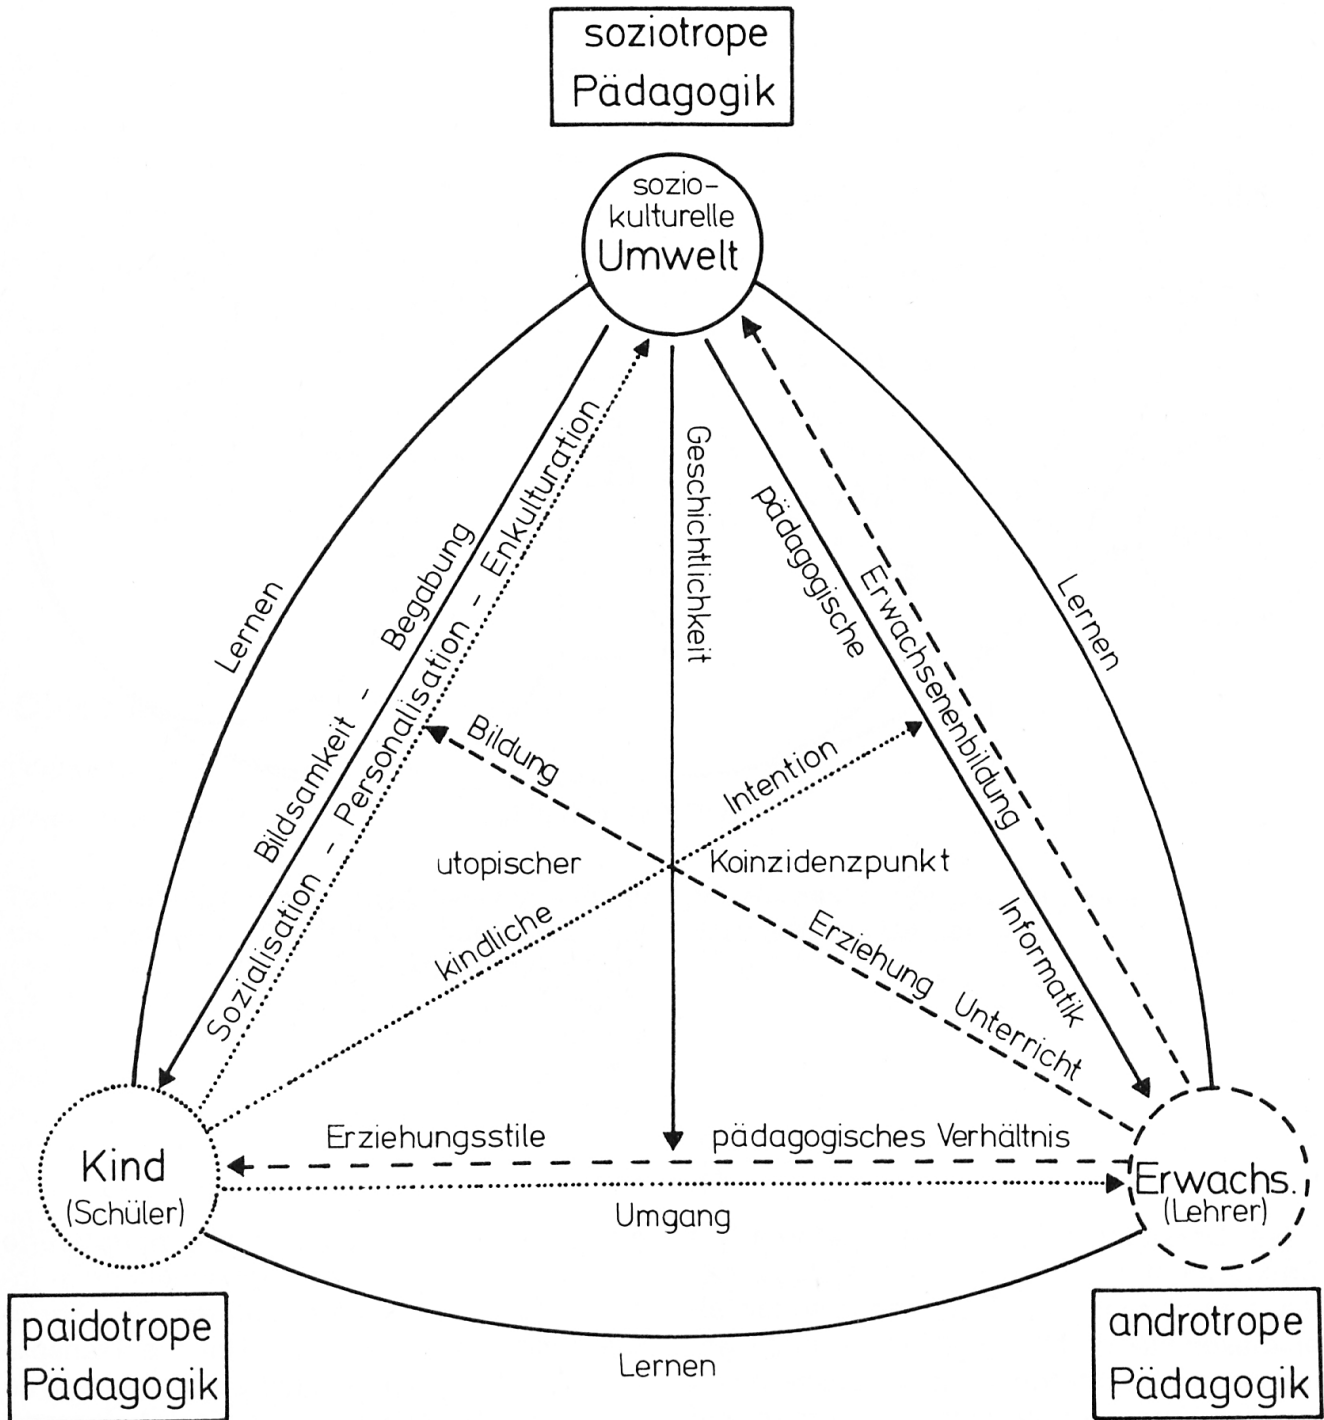 soziotrope
Pädagogik
sozio-
kulturelle
Umwelt
Lernen
Bildsamkeit - Begabung
Sozialisation - Personalisation - Enkulturation
Geschichtlichkeit
pädagogische Informatik
Erwachsenenbildung
Lernen
Bildung
kindliche Intention
utopischer Koinzidenzpunkt
Erziehung Unterricht
Erziehungsstile
pädagogisches Verhältnis
Umgang
Kind
(Schüler)
Erwachs.
(Lehrer)
Lernen
paidotrope
Pädagogik
androtrope
Pädagogik